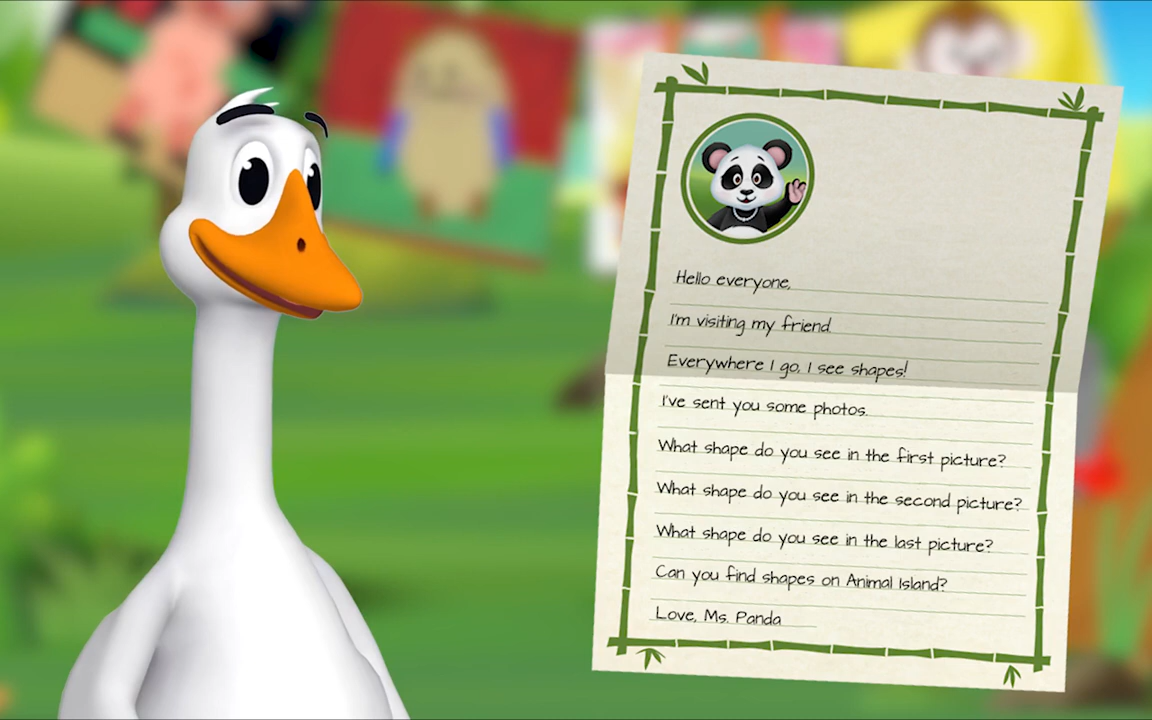 Hello everyone,
I'm visiting my friend.
Everywhere I go, I see shapes!
I've sent you some photos.
What shape do you see in the first picture?
What shape do you see in the second picture?
What shape do you see in the last picture?
Can you find shapes on Animal Island?
Love, Ms. Panda